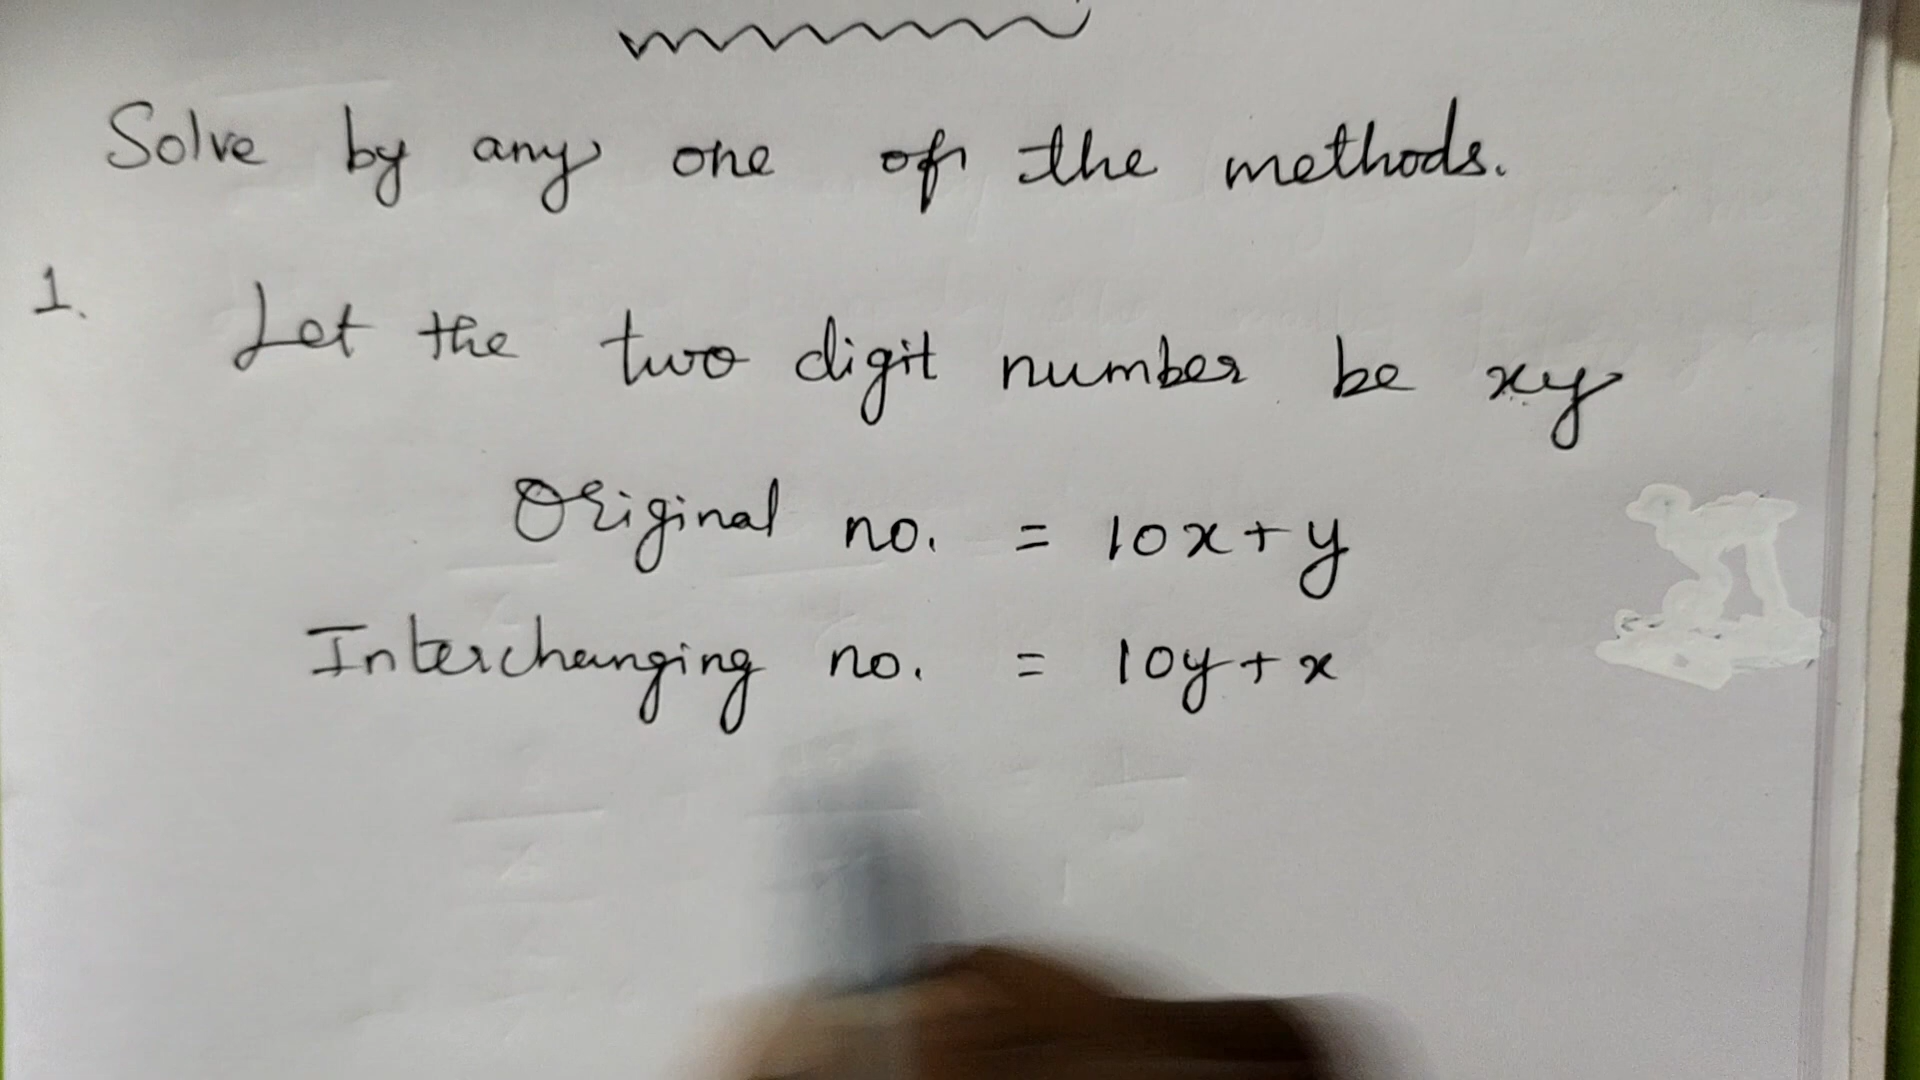 Solve by any one of the methods.
1. Let the two digit number be xy
Original no. = 10x + y
Interchanging no. = 10y + x